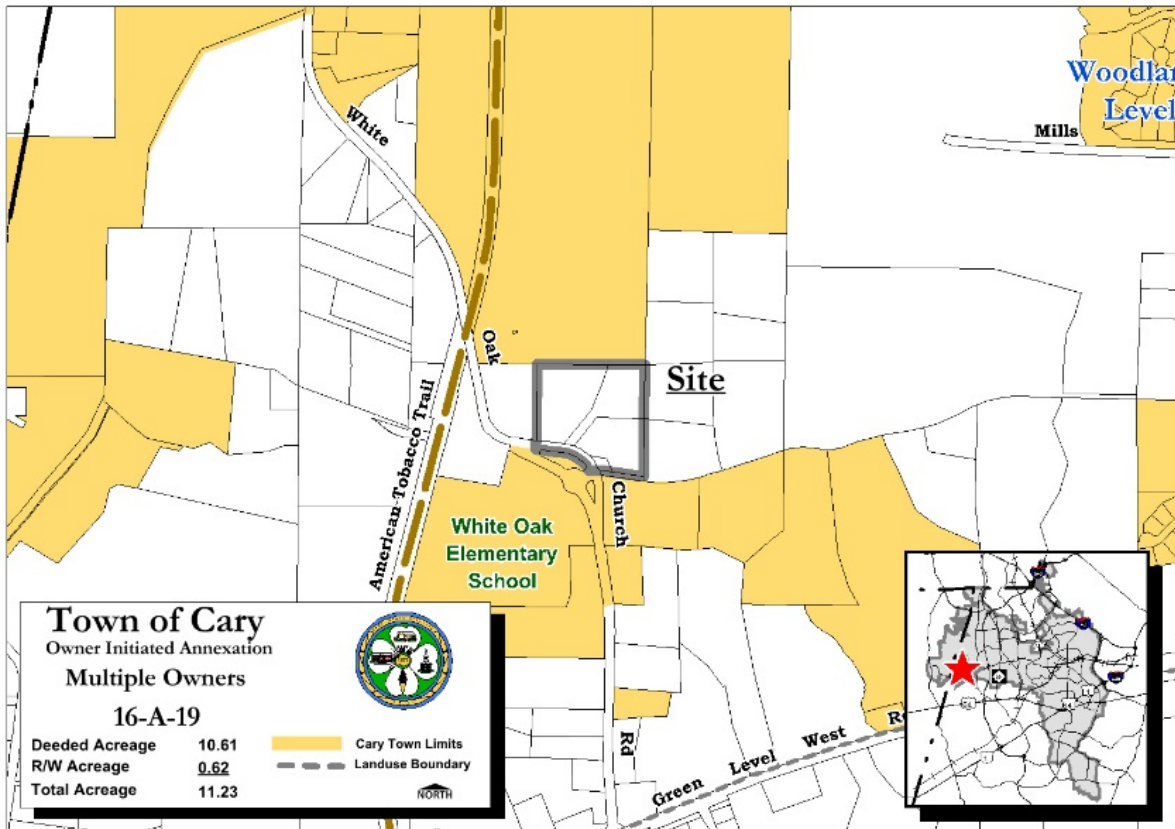 Woodlan
Level
Mills
White
Oak
American Tobacco Trail
Site
Church
White Oak
Elementary
School
Rd
Green Level West R
Town of Cary
Owner Initiated Annexation
Multiple Owners
16-A-19
Deeded Acreage 10.61
R/W Acreage 0.62
Total Acreage 11.23
Cary Town Limits
Landuse Boundary
NORTH